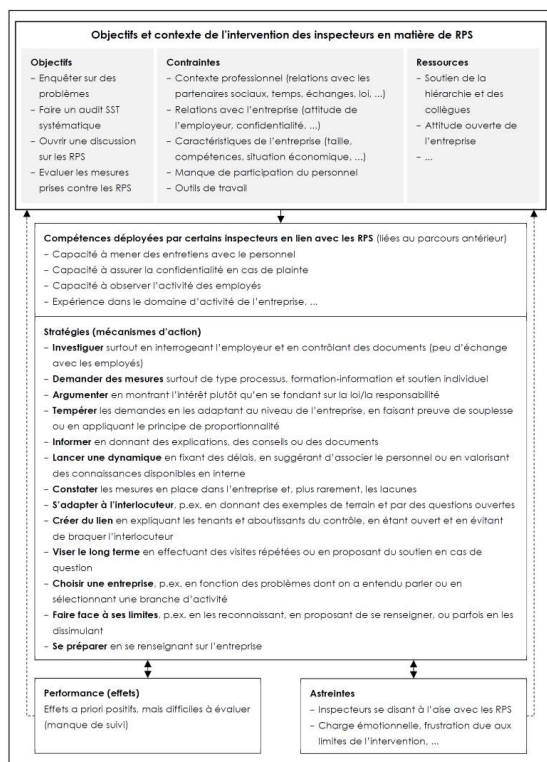 Objectifs et contexte de l'intervention des inspecteurs en matière de RPS
Objectifs
– Enquêter sur des
problèmes
– Faire un audit SST
systématique
– Ouvrir une discussion
sur les RPS
– Evaluer les mesures
prises contre les RPS
Contraintes
– Contexte professionnel (relations avec les
partenaires sociaux, temps, échanges, loi, ...)
– Relations avec l'entreprise (attitude de
l'employeur, confidentialité, ...)
– Caractéristiques de l'entreprise (taille,
compétences, situation économique, ...)
– Manque de participation du personnel
– Outils de travail
Ressources
– Soutien de la
hiérarchie et des
collègues
– Attitude ouverte de
l'entreprise
– ...
Compétences déployées par certains inspecteurs en lien avec les RPS (liées au parcours antérieur)
– Capacité à mener des entretiens avec le personnel
– Capacité à assurer la confidentialité en cas de plainte
– Capacité à observer l'activité des employés
– Expérience dans le domaine d'activité de l'entreprise, ...
Stratégies (mécanismes d'action)
– Investiguer surtout en interrogeant l'employeur et en contrôlant des documents (peu d'échange
avec les employés)
– Demander des mesures surtout de type processus, formation-information et soutien individuel
– Argumenter en montrant l'intérêt plutôt qu'en se fondant sur la loi/la responsabilité
– Tempérer les demandes en les adaptant au niveau de l'entreprise, en faisant preuve de souplesse
ou en appliquant le principe de proportionnalité
– Informer en donnant des explications, des conseils ou des documents
– Lancer une dynamique en fixant des délais, en suggérant d'associer le personnel ou en valorisant
des connaissances disponibles en interne
– Constater les mesures en place dans l'entreprise et, plus rarement, les lacunes
– S'adapter à l'interlocuteur, p.ex. en donnant des exemples de terrain et par des questions ouvertes
– Créer du lien en expliquant les tenants et aboutissants du contrôle, en étant ouvert et en évitant
de braquer l'interlocuteur
– Viser le long terme en effectuant des visites répétées ou en proposant du soutien en cas de
question
– Choisir une entreprise, p.ex. en fonction des problèmes dont on a entendu parler ou en
sélectionnant une branche d'activité
– Faire face à ses limites, p.ex. en les reconnaissant, en proposant de se renseigner, ou parfois en les
dissimulant
– Se préparer en se renseignant sur l'entreprise
Performance (effets)
Effets a priori positifs, mais difficiles à évaluer
(manque de suivi)
Astreintes
– Inspecteurs se disant à l'aise avec les RPS
– Charge émotionnelle, frustration due aux
limites de l'intervention, ...